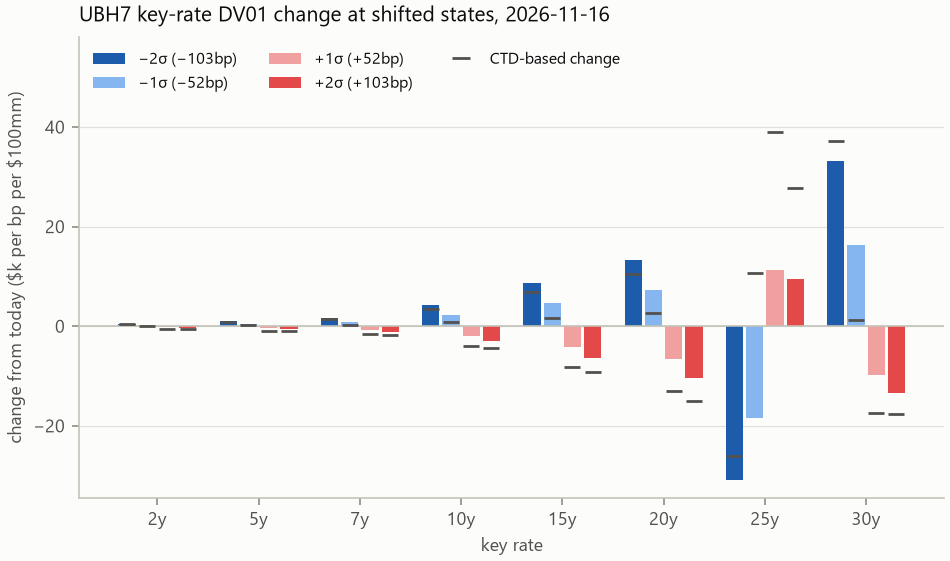 UBH7 key-rate DV01 change at shifted states, 2026-11-16
−2σ (−103bp)
+1σ (+52bp)
CTD-based change
−1σ (−52bp)
+2σ (+103bp)
change from today ($k per bp per $100mm)
40
20
0
−20
2y
5y
7y
10y
15y
20y
25y
30y
key rate